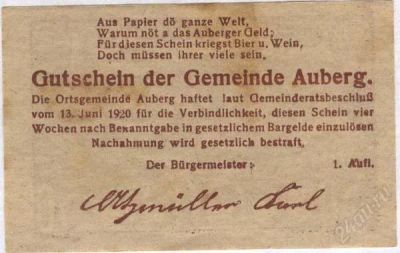 Aus Papier dö ganze Welt,
Warum nöt a das Auberger Geld;
Für diesen Schein kriegst Bier u. Wein,
Doch müssen ihrer viele sein.
Gutschein der Gemeinde Auberg.
Die Ortsgemeinde Auberg haftet laut Gemeinderatsbeschluß
vom 13. Juni 1920 für die Verbindlichkeit, diesen Schein vier
Wochen nach Bekanntgabe in gesetzlichem Bargelde einzulösen
Nachahmung wird gesetzlich bestraft.
Der Bürgermeister:
1. Aufl.
Atzmüller Karl